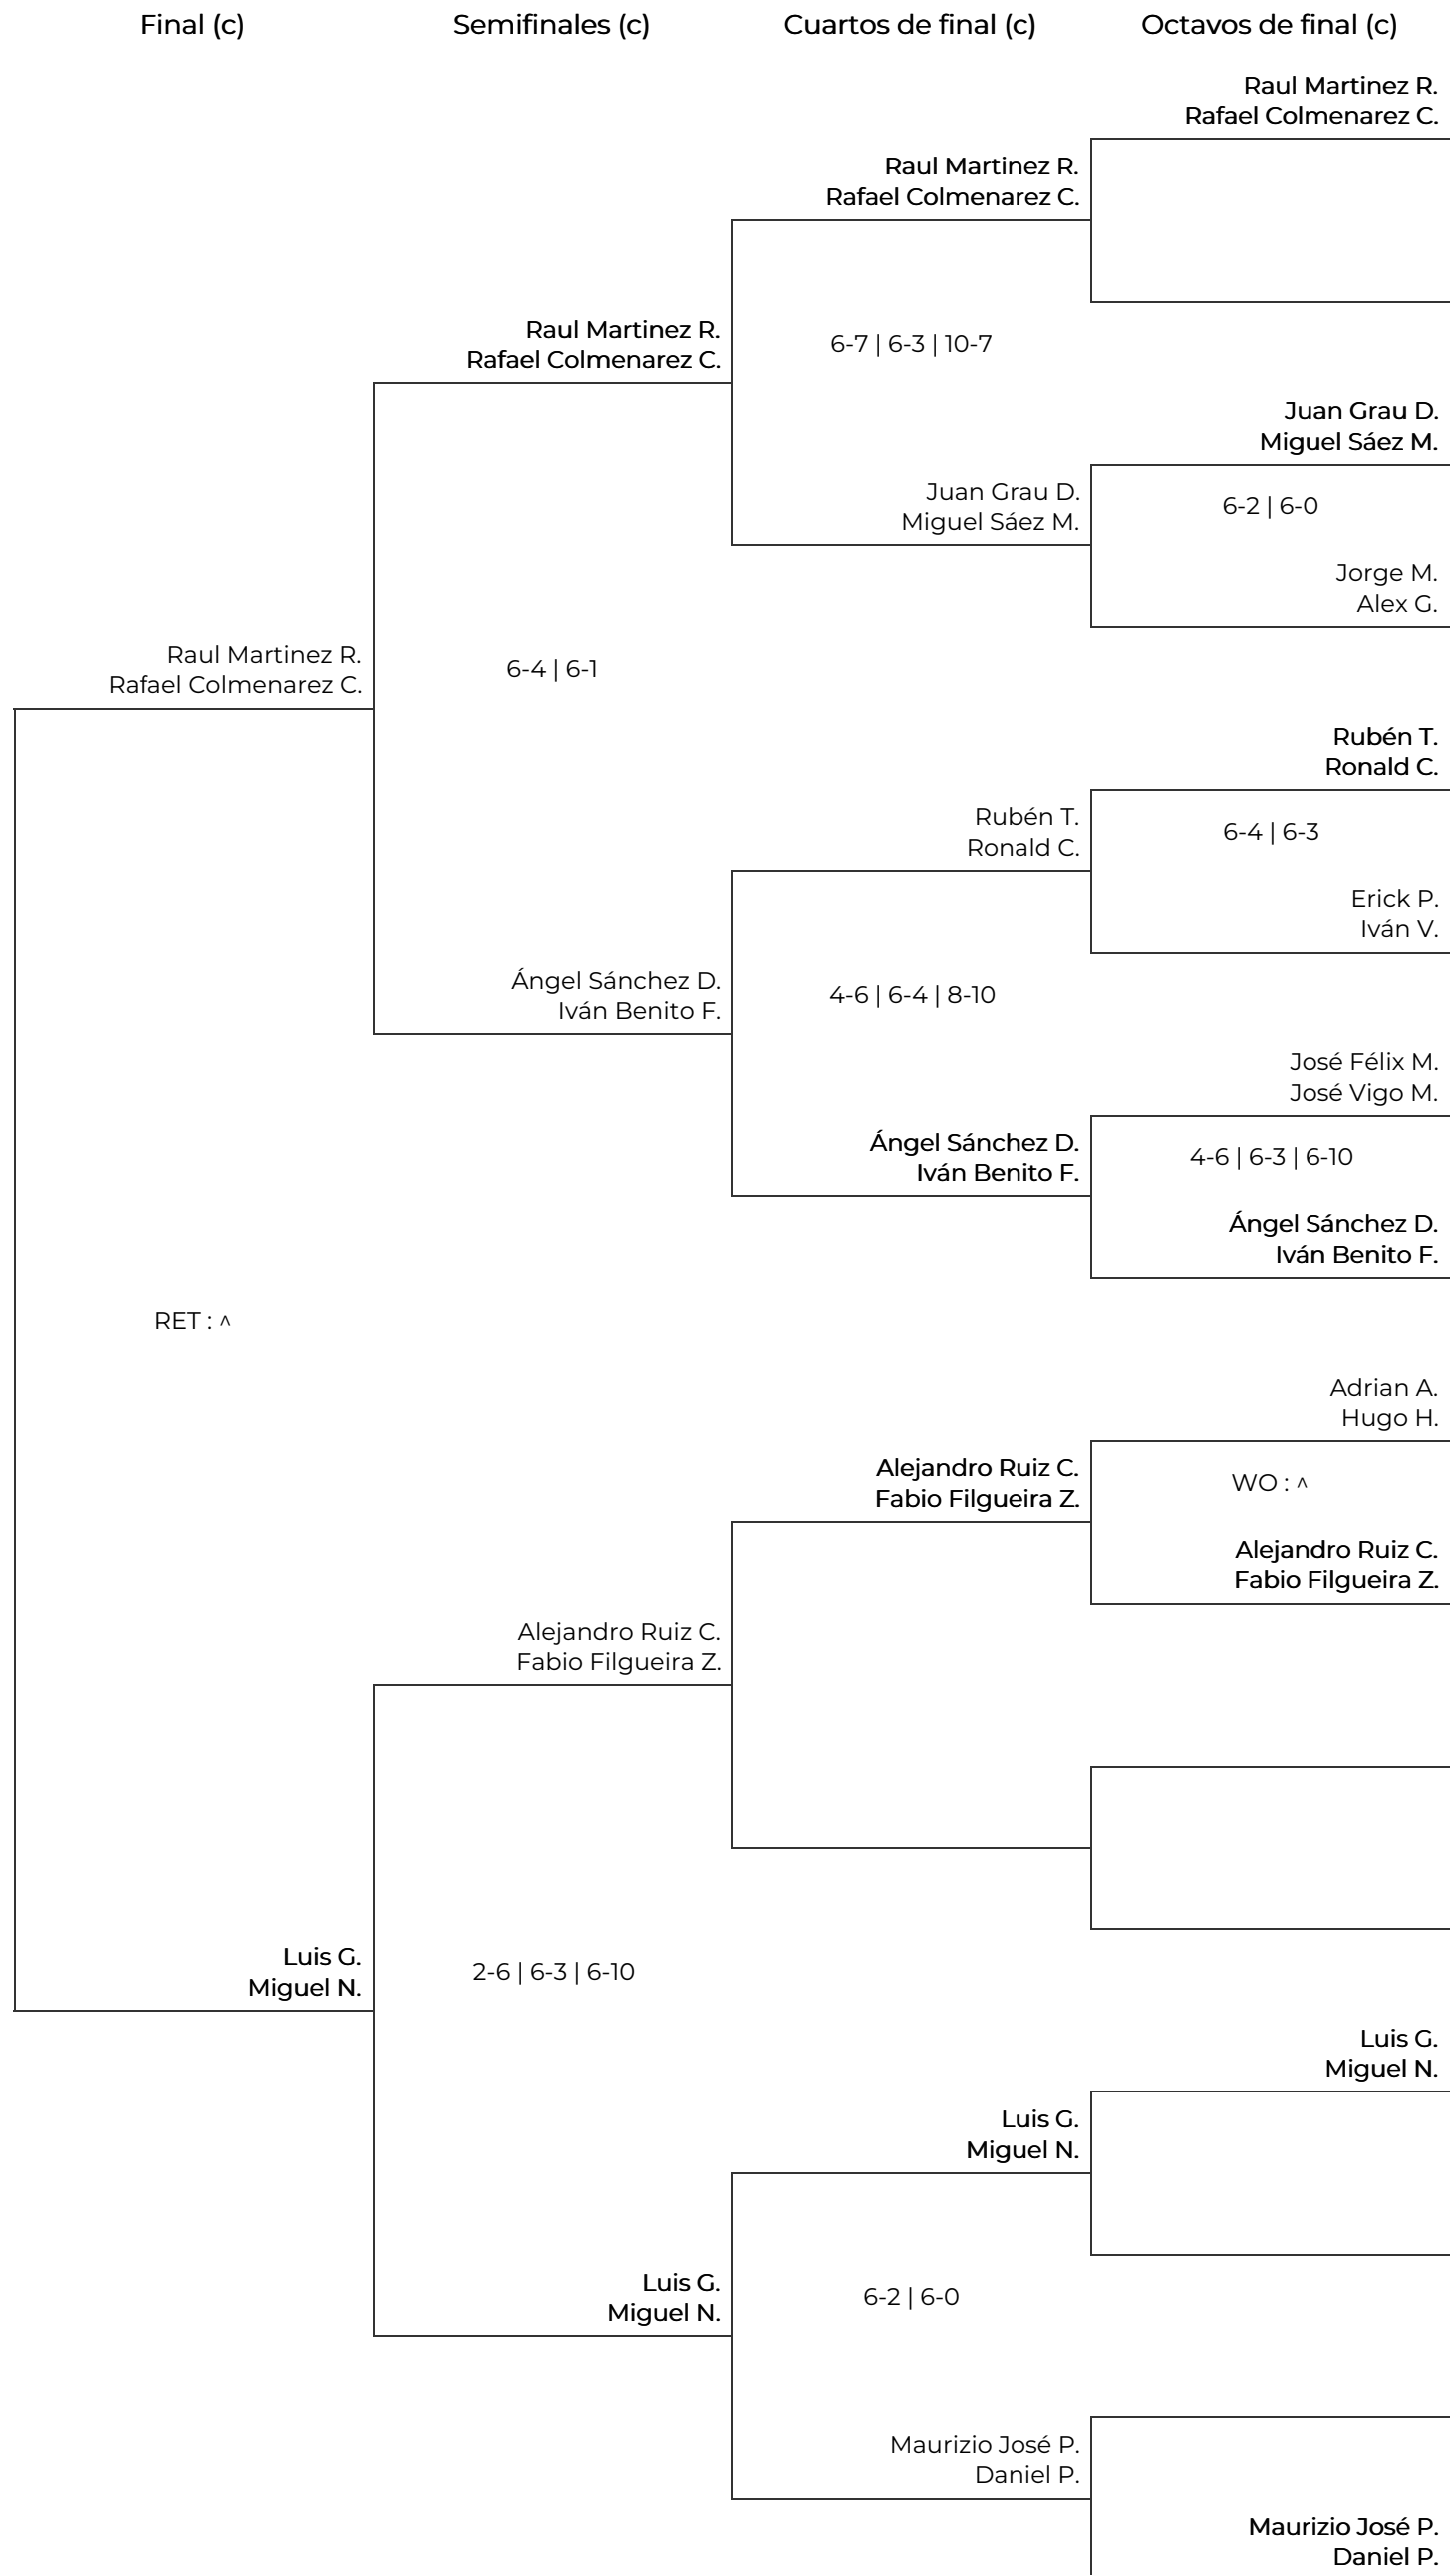 Final (c)
Semifinales (c)
Cuartos de final (c)
Octavos de final (c)
Raul Martinez R.
Rafael Colmenarez C.
Raul Martinez R.
Rafael Colmenarez C.
Raul Martinez R.
Rafael Colmenarez C.
6-7 | 6-3 | 10-7
Juan Grau D.
Miguel Sáez M.
Juan Grau D.
Miguel Sáez M.
6-2 | 6-0
Jorge M.
Alex G.
Raul Martinez R.
Rafael Colmenarez C.
6-4 | 6-1
Rubén T.
Ronald C.
Rubén T.
Ronald C.
6-4 | 6-3
Erick P.
Iván V.
Ángel Sánchez D.
Iván Benito F.
4-6 | 6-4 | 8-10
José Félix M.
José Vigo M.
Ángel Sánchez D.
Iván Benito F.
4-6 | 6-3 | 6-10
Ángel Sánchez D.
Iván Benito F.
RET : ^
Adrian A.
Hugo H.
Alejandro Ruiz C.
Fabio Filgueira Z.
WO : ^
Alejandro Ruiz C.
Fabio Filgueira Z.
Alejandro Ruiz C.
Fabio Filgueira Z.
Luis G.
Miguel N.
2-6 | 6-3 | 6-10
Luis G.
Miguel N.
Luis G.
Miguel N.
Luis G.
Miguel N.
6-2 | 6-0
Maurizio José P.
Daniel P.
Maurizio José P.
Daniel P.